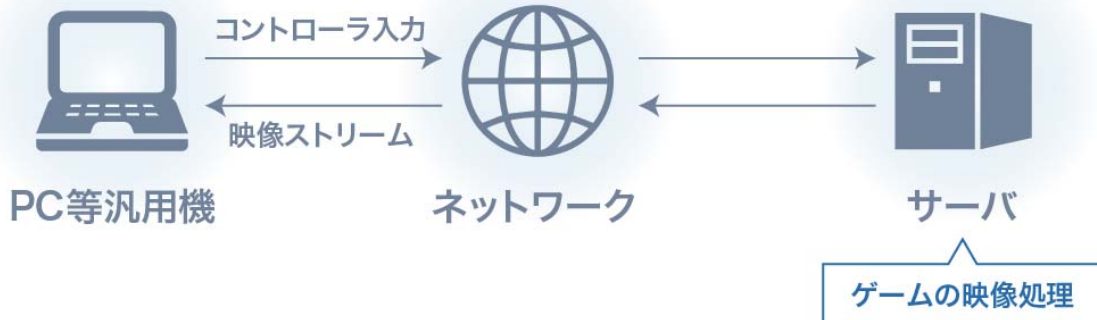 コントローラ入力
映像ストリーム
PC等汎用機
ネットワーク
サーバ
ゲームの映像処理